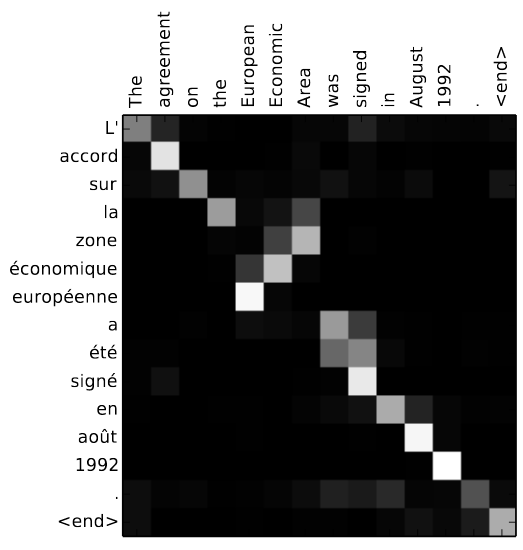 The agreement on the European Economic Area was signed in August 1992 . <end>
L'
accord
sur
la
zone
économique
européenne
a
été
signé
en
août
1992
.
<end>